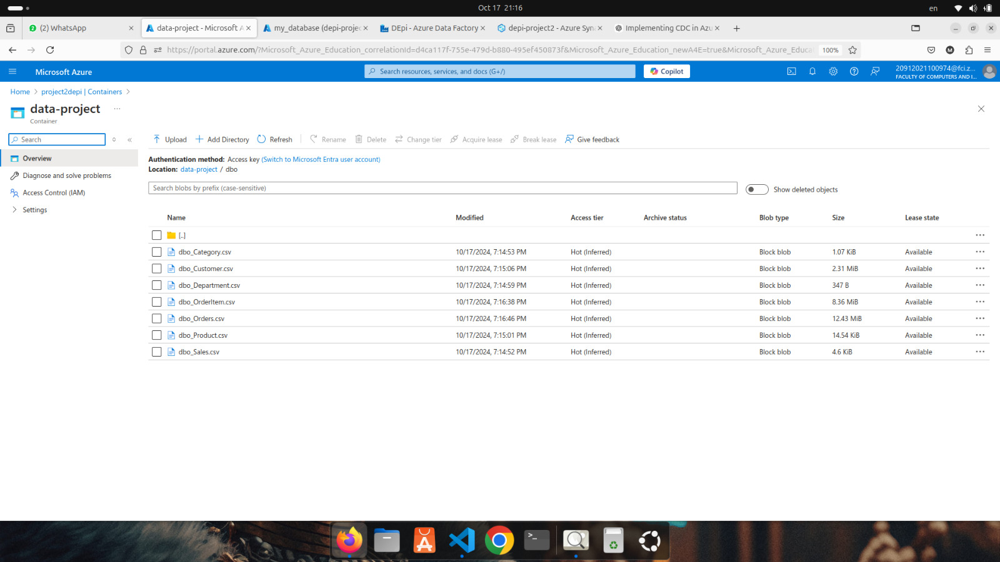 Oct 17 21:16
en
(2) WhatsApp
data-project - Microsoft A
my_database (depi-projec
DEpi - Azure Data Factory
depi-project2 - Azure Syn
Implementing CDC in Azu
https://portal.azure.com/?Microsoft_Azure_Education_correlationId=d4ca117f-755e-479d-b880-495ef450873f&Microsoft_Azure_Education_newA4E=true&Microsoft_Azure_Educa
100%
Microsoft Azure
Search resources, services, and docs (G+/)
Copilot
20912021100974@fci.z...
FACULTY OF COMPUTERS AND I...
Home > project2depi | Containers >
data-project
...
Container
Search
Upload
Add Directory
Refresh
Rename
Delete
Change tier
Acquire lease
Break lease
Give feedback
Overview
Diagnose and solve problems
Access Control (IAM)
Settings
Authentication method: Access key (Switch to Microsoft Entra user account)
Location: data-project / dbo
Search blobs by prefix (case-sensitive)
Show deleted objects
Name Modified Access tier Archive status Blob type Size Lease state
[..]
dbo_Category.csv 10/17/2024, 7:14:53 PM Hot (Inferred) Block blob 1.07 KiB Available
dbo_Customer.csv 10/17/2024, 7:15:06 PM Hot (Inferred) Block blob 2.31 MiB Available
dbo_Department.csv 10/17/2024, 7:14:59 PM Hot (Inferred) Block blob 347 B Available
dbo_OrderItem.csv 10/17/2024, 7:16:38 PM Hot (Inferred) Block blob 8.36 MiB Available
dbo_Orders.csv 10/17/2024, 7:16:46 PM Hot (Inferred) Block blob 12.43 MiB Available
dbo_Product.csv 10/17/2024, 7:15:01 PM Hot (Inferred) Block blob 14.54 KiB Available
dbo_Sales.csv 10/17/2024, 7:14:52 PM Hot (Inferred) Block blob 4.6 KiB Available